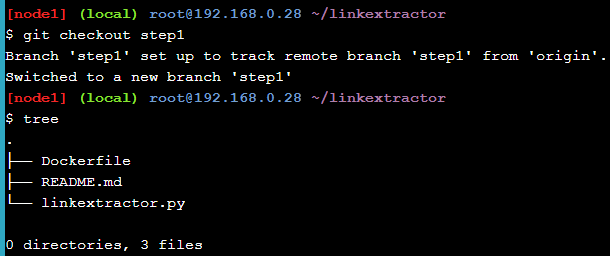 [node1] (local) root@192.168.0.28 ~/linkextractor
$ git checkout step1
Branch 'step1' set up to track remote branch 'step1' from 'origin'.
Switched to a new branch 'step1'
[node1] (local) root@192.168.0.28 ~/linkextractor
$ tree
.
├── Dockerfile
├── README.md
└── linkextractor.py
0 directories, 3 files